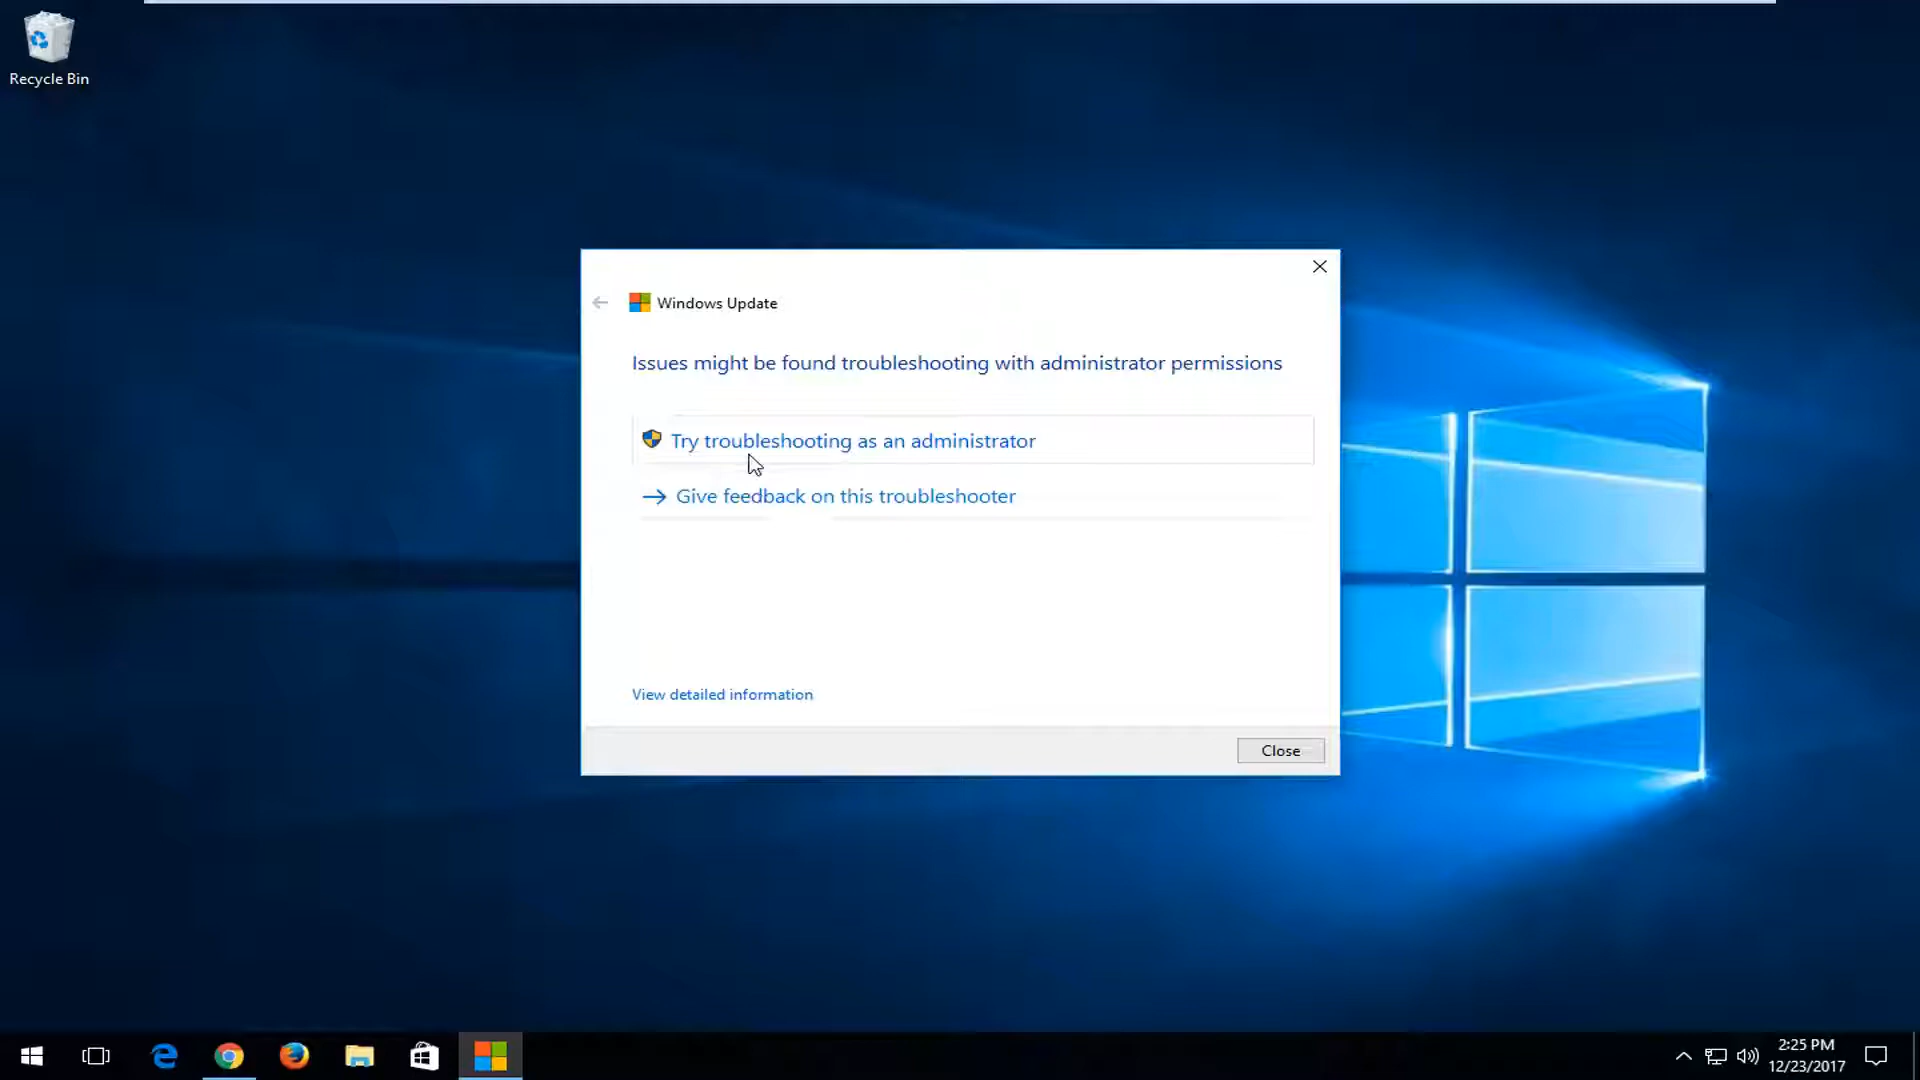 Recycle Bin
Windows Update
Issues might be found troubleshooting with administrator permissions
Try troubleshooting as an administrator
Give feedback on this troubleshooter
View detailed information
Close
2:25 PM
12/23/2017